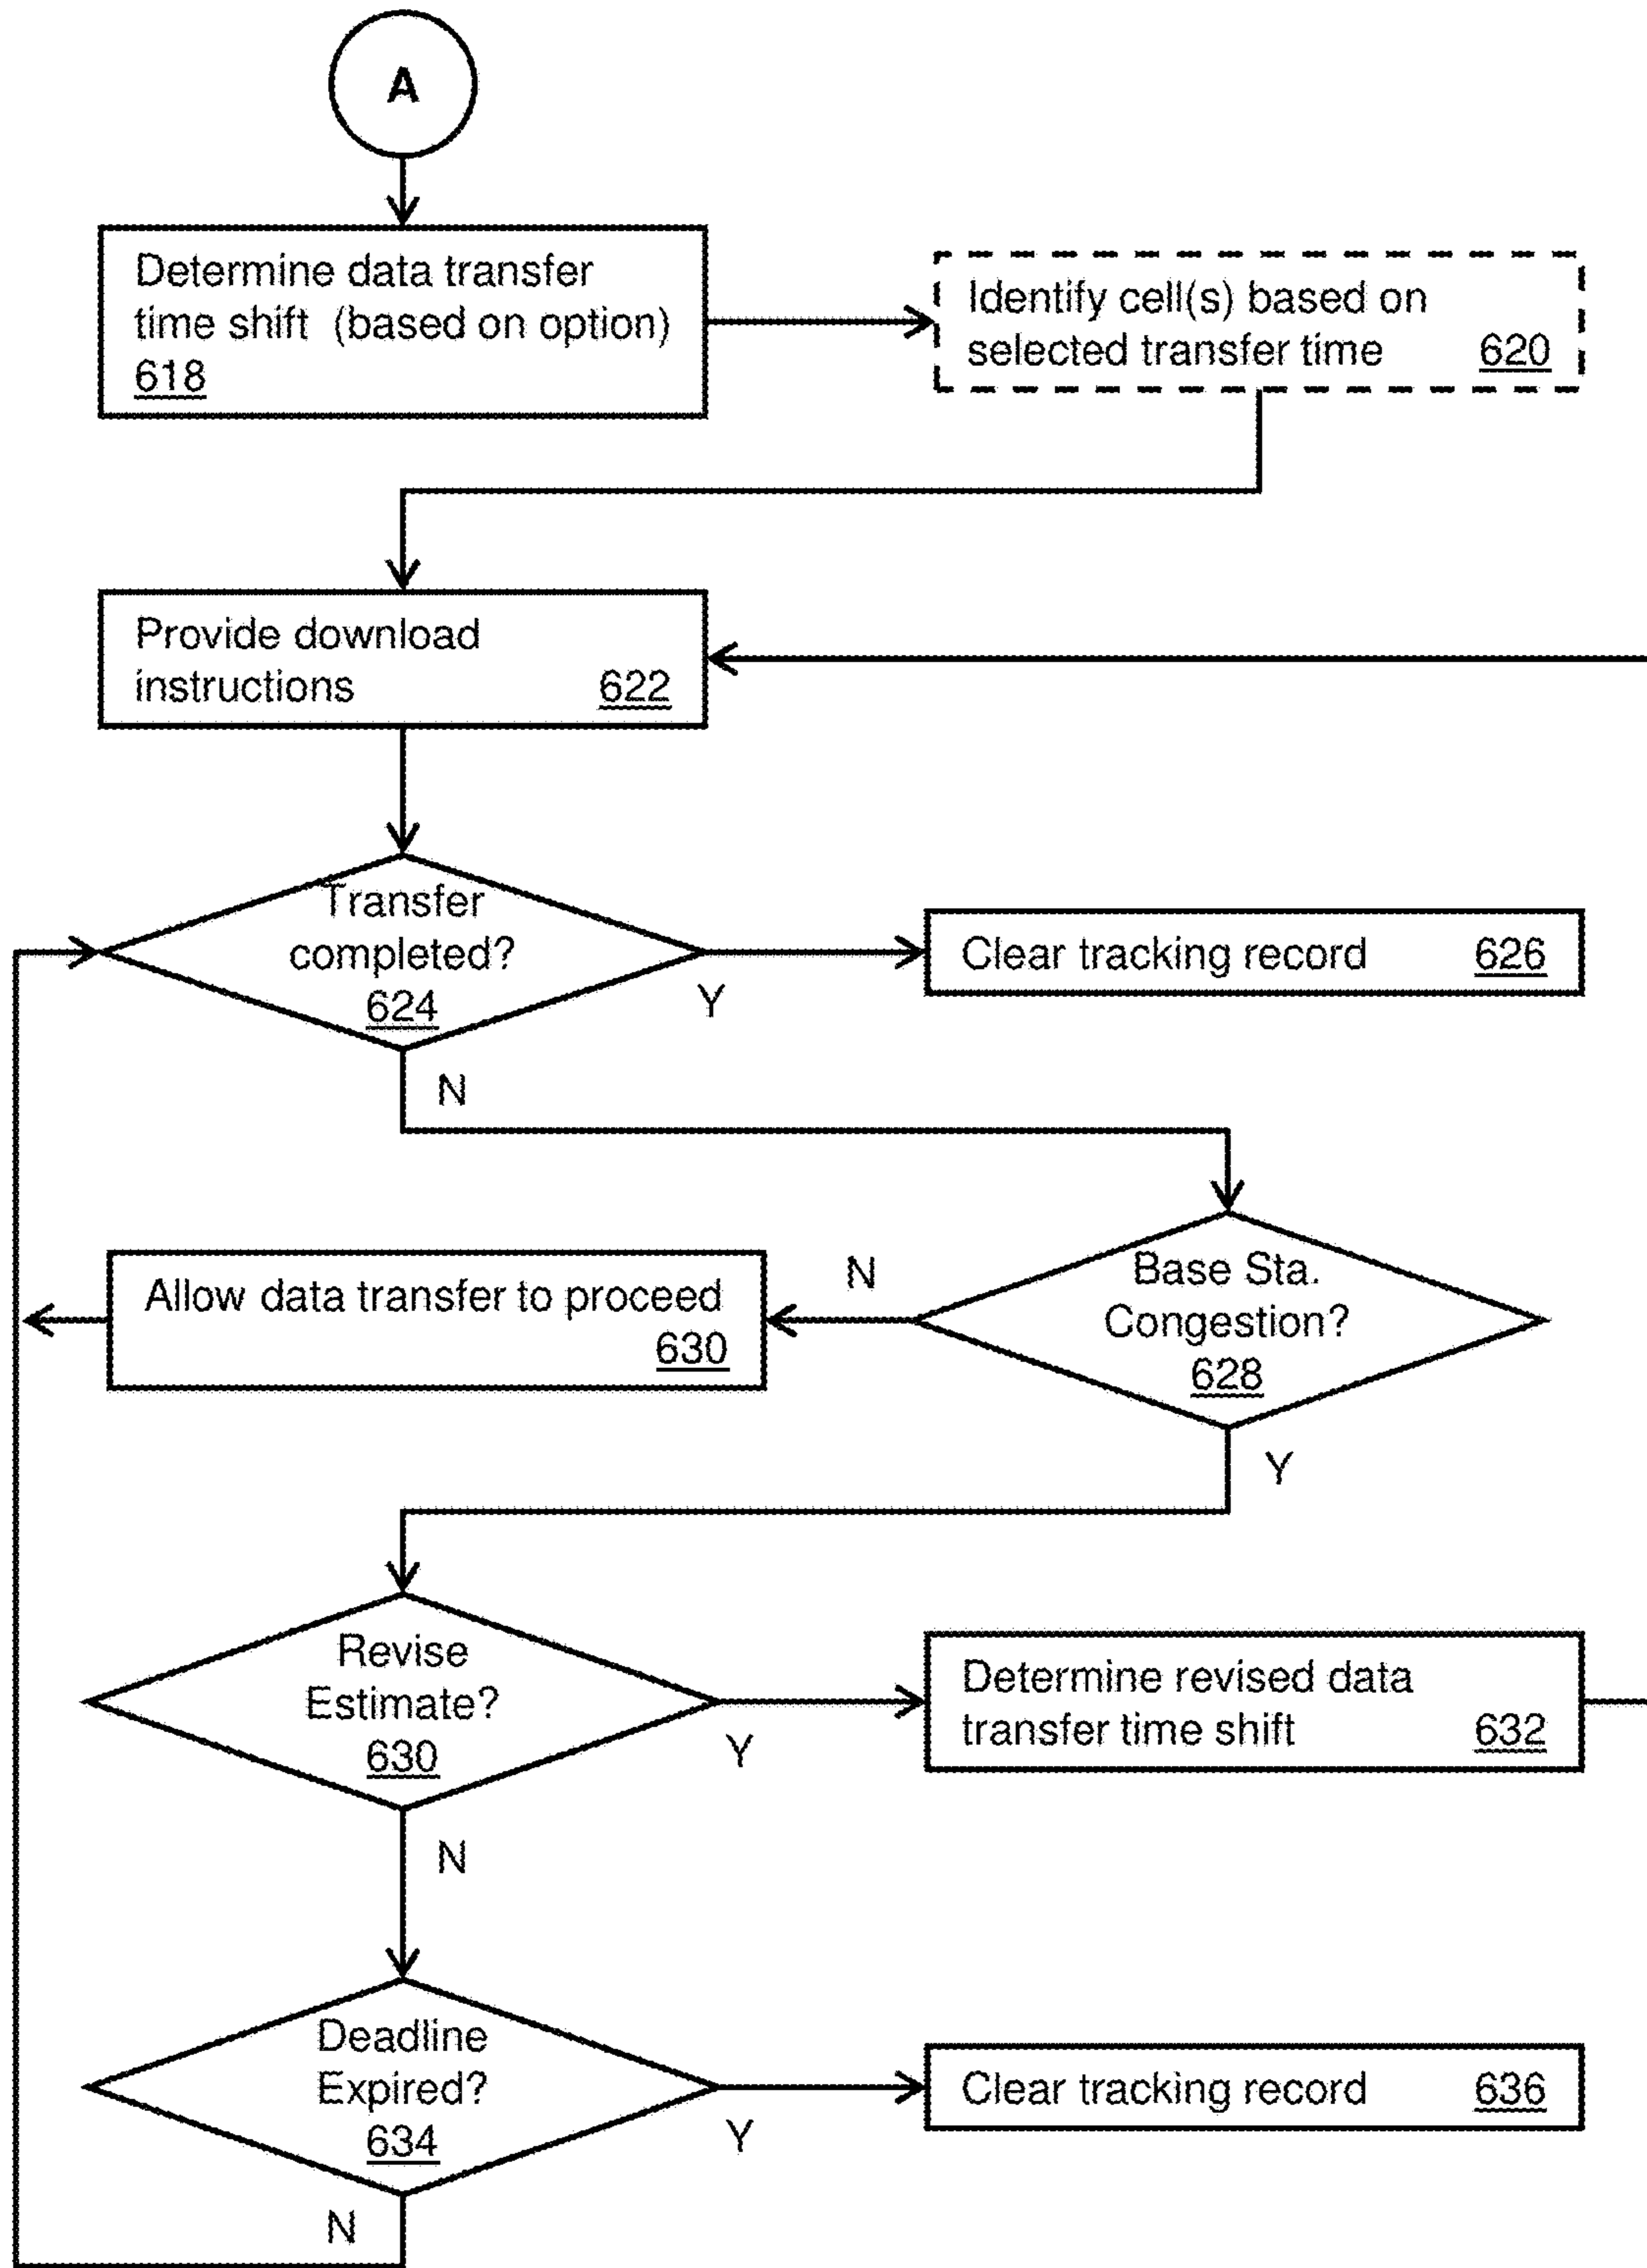 A
Determine data transfer
time shift (based on option)
618
Identify cell(s) based on
selected transfer time 620
Provide download
instructions 622
Transfer
completed?
624
Y
N
Clear tracking record 626
Base Sta.
Congestion?
628
N
Y
Allow data transfer to proceed
630
Revise
Estimate?
630
Y
N
Determine revised data
transfer time shift 632
Deadline
Expired?
634
Y
N
Clear tracking record 636